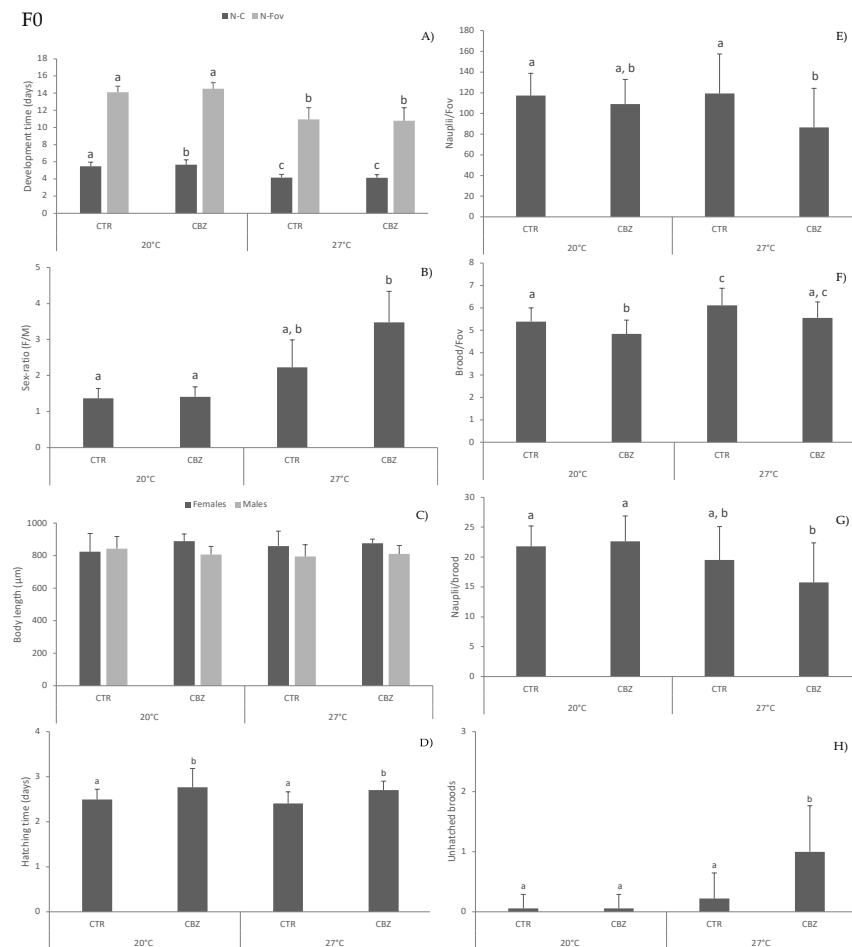 F0
N-C N-Fov
A)
Development time (days)
18
16
14
12
10
8
6
4
2
0
a
a
a
b
b
c
b
c
CTR CBZ CTR CBZ
20°C 27°C
B)
Sex-ratio (F/M)
5
4
3
2
1
0
a
a
a, b
b
CTR CBZ CTR CBZ
20°C 27°C
Females Males
C)
Body length (µm)
1000
800
600
400
200
0
CTR CBZ CTR CBZ
20°C 27°C
D)
Hatching time (days)
4
3
2
1
0
a
b
a
b
CTR CBZ CTR CBZ
20°C 27°C
E)
Nauplii/Fov
180
160
140
120
100
80
60
40
20
0
a
a, b
a
b
CTR CBZ CTR CBZ
20°C 27°C
F)
Brood/Fov
8
7
6
5
4
3
2
1
0
a
b
c
a, c
CTR CBZ CTR CBZ
20°C 27°C
G)
Nauplii/brood
30
25
20
15
10
5
0
a
a
a, b
b
CTR CBZ CTR CBZ
20°C 27°C
H)
Unhatched broods
3
2
1
0
a
a
a
b
CTR CBZ CTR CBZ
20°C 27°C